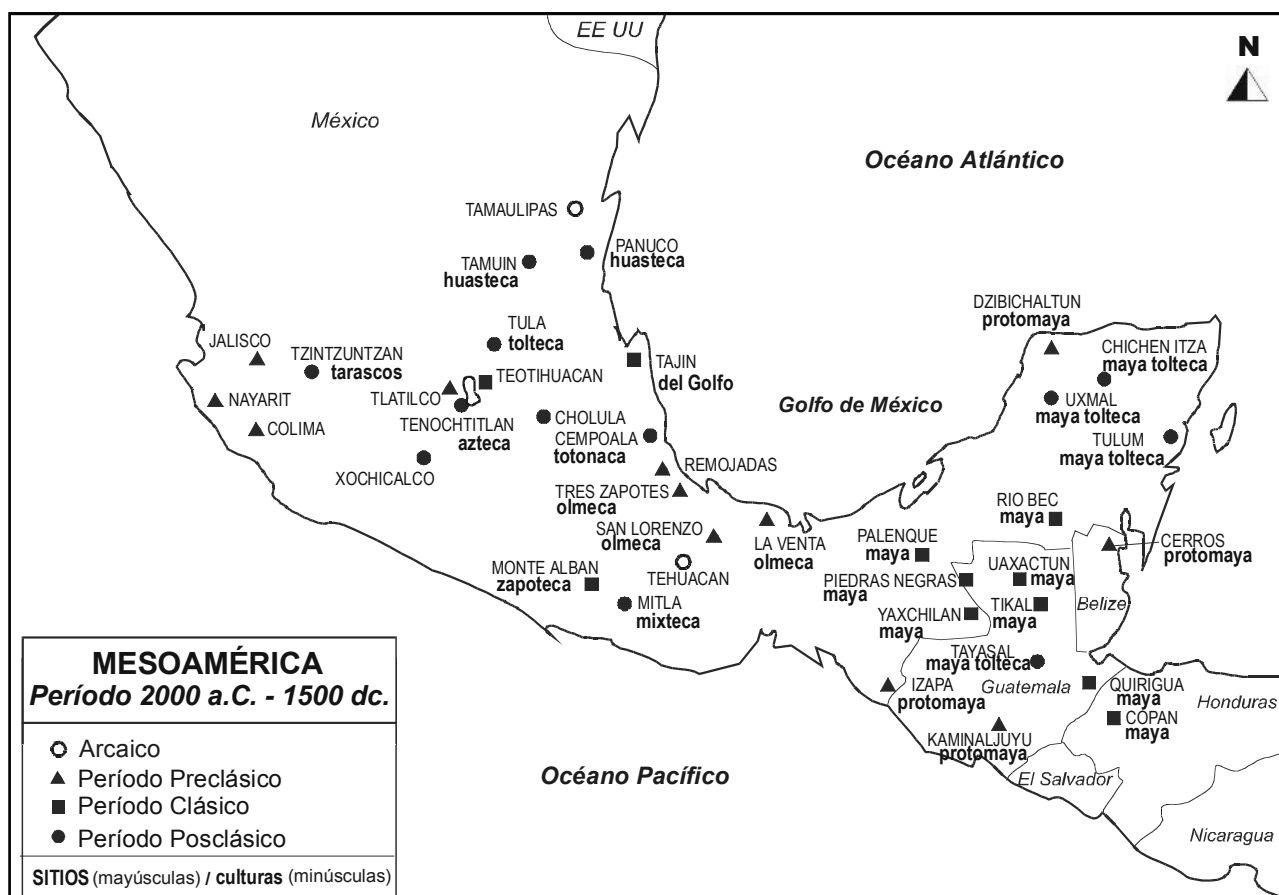 EE UU
N
México
Océano Atlántico
TAMAULIPAS
PANUCO
huasteca
TAMUIN
huasteca
DZIBICHALTUN
protomaya
TULA
tolteca
JALISCO
TZINTZUNTZAN
tarascos
TAJIN
del Golfo
CHICHEN ITZA
maya tolteca
TEOTIHUACAN
TLATILCO
NAYARIT
UXMAL
maya tolteca
Golfo de México
CHOLULA
TENOCHTITLAN
azteca
COLIMA
CEMPOALA
totonaca
TULUM
maya tolteca
XOCHICALCO
REMOJADAS
TRES ZAPOTES
olmeca
RIO BEC
maya
SAN LORENZO
olmeca
LA VENTA
olmeca
PALENQUE
maya
CERROS
protomaya
MONTE ALBAN
zapoteca
TEHUACAN
PIEDRAS NEGRAS
maya
UAXACTUN
maya
MITLA
mixteca
YAXCHILAN
maya
TIKAL
maya
Belize
TAYASAL
maya tolteca
IZAPA
protomaya
Guatemala
QUIRIGUA
maya
Honduras
COPAN
maya
KAMINALJUYU
protomaya
El Salvador
Océano Pacífico
Nicaragua
MESOAMÉRICA
Período 2000 a.C. - 1500 dc.
Arcaico
Período Preclásico
Período Clásico
Período Posclásico
SITIOS (mayúsculas) / culturas (minúsculas)